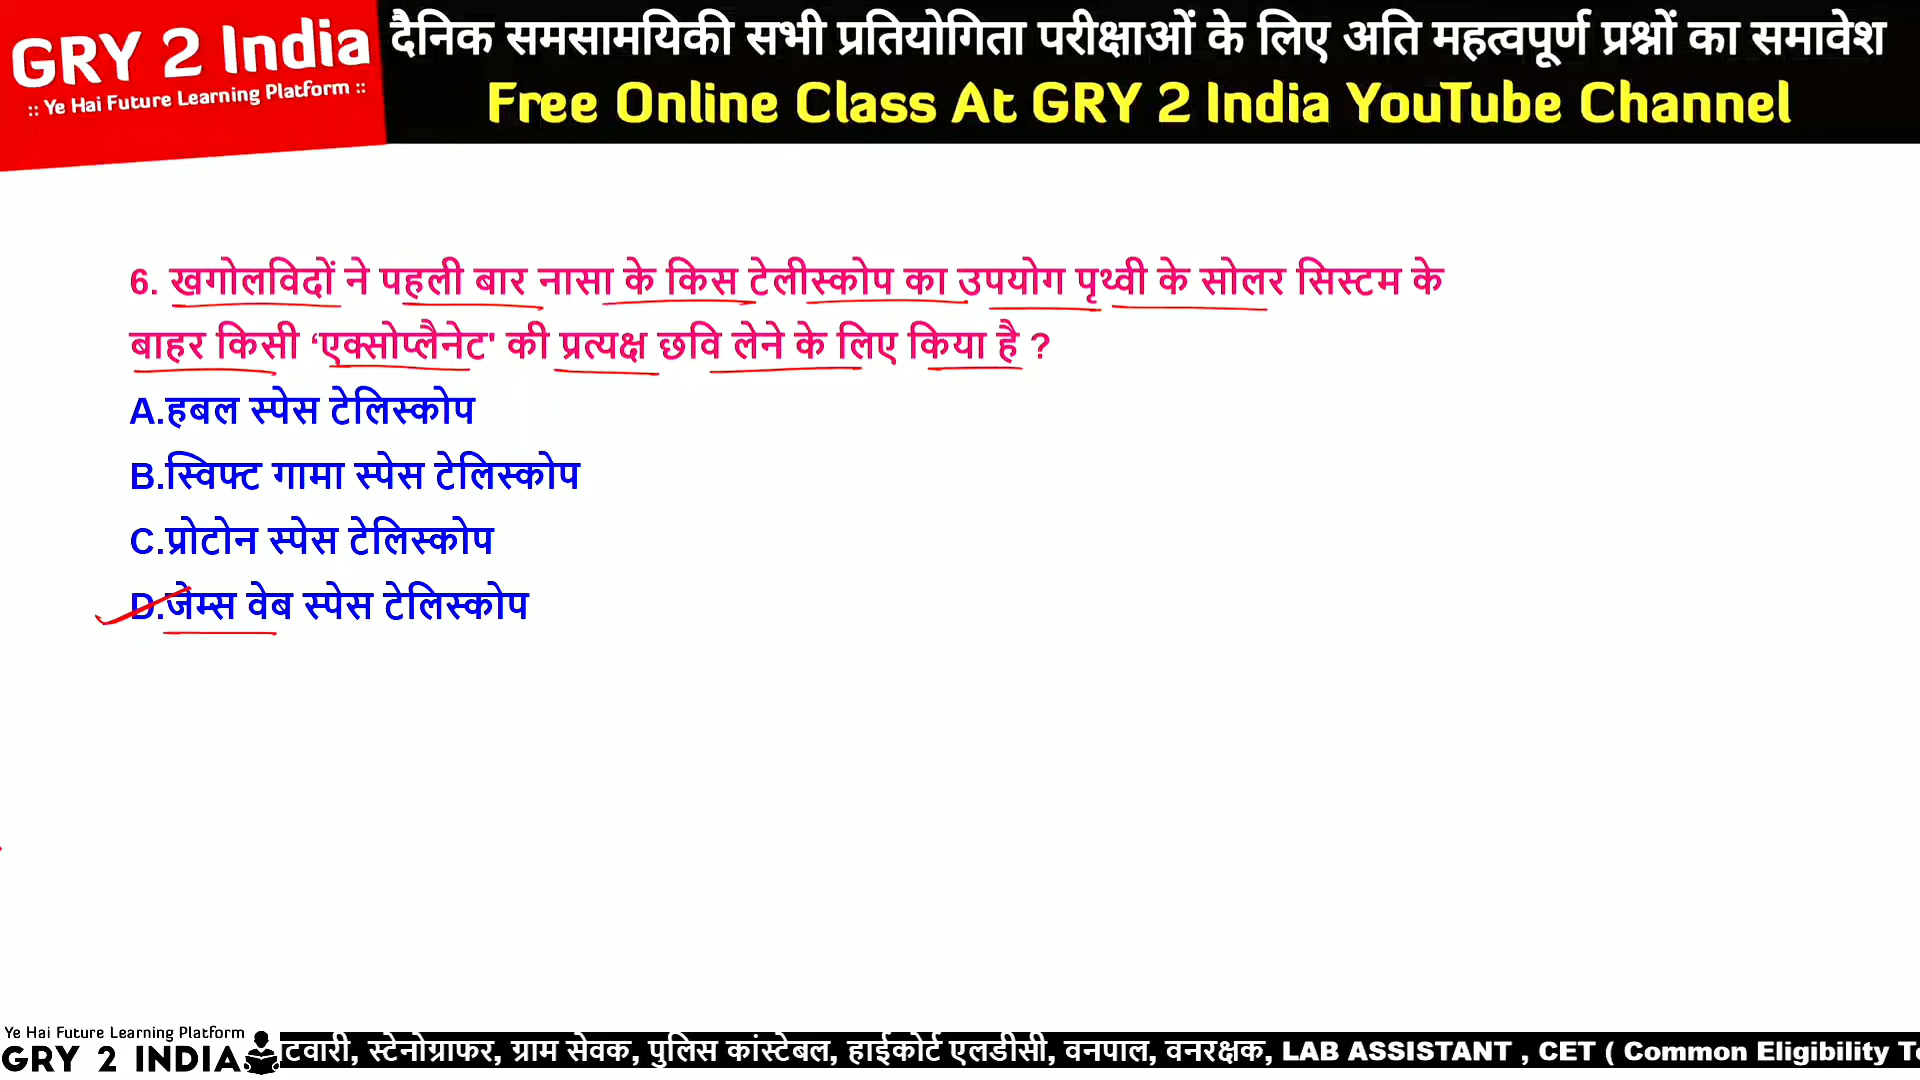 GRY 2 India
:: Ye Hai Future Learning Platform ::
दैनिक समसामयिकी सभी प्रतियोगिता परीक्षाओं के लिए अति महत्वपूर्ण प्रश्नों का समावेश
Free Online Class At GRY 2 India YouTube Channel
6. खगोलविदों ने पहली बार नासा के किस टेलीस्कोप का उपयोग पृथ्वी के सोलर सिस्टम के
बाहर किसी ‘एक्सोप्लैनेट' की प्रत्यक्ष छवि लेने के लिए किया है ?
A.हबल स्पेस टेलिस्कोप
B.स्विफ्ट गामा स्पेस टेलिस्कोप
C.प्रोटोन स्पेस टेलिस्कोप
D.जेम्स वेब स्पेस टेलिस्कोप
Ye Hai Future Learning Platform
GRY 2 INDIA
टवारी, स्टेनोग्राफर, ग्राम सेवक, पुलिस कांस्टेबल, हाईकोर्ट एलडीसी, वनपाल, वनरक्षक, LAB ASSISTANT , CET ( Common Eligibility